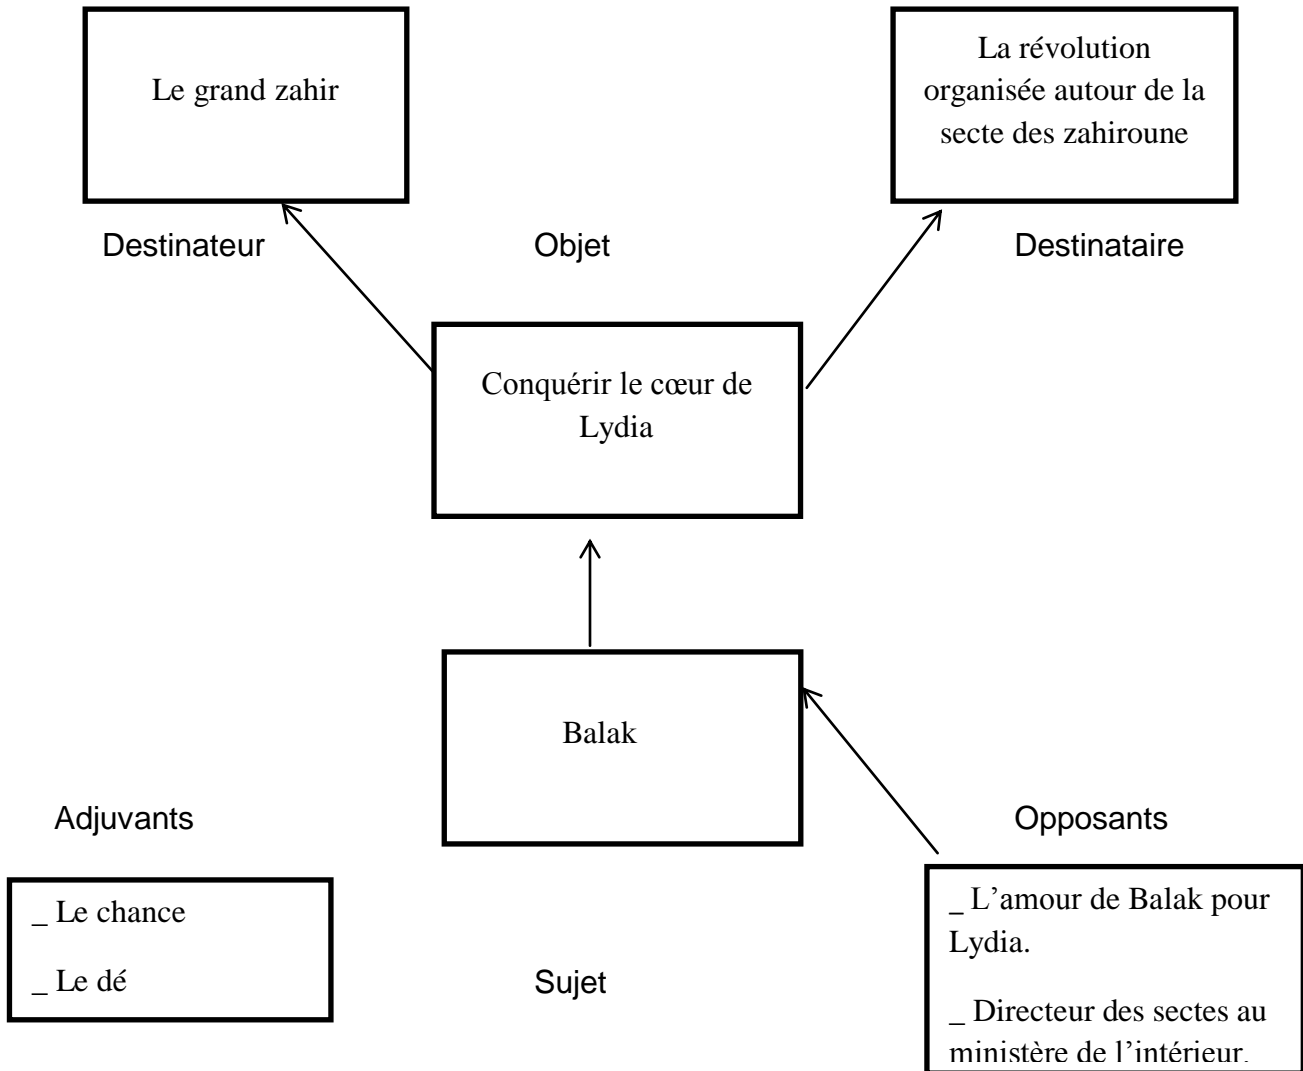 Le grand zahir
La révolution
organisée autour de la
secte des zahiroune
Destinateur
Objet
Destinataire
Conquérir le cœur de
Lydia
Balak
Adjuvants
Opposants
_ Le chance
_ Le dé
Sujet
_ L’amour de Balak pour
Lydia.
_ Directeur des sectes au
ministère de l’intérieur.